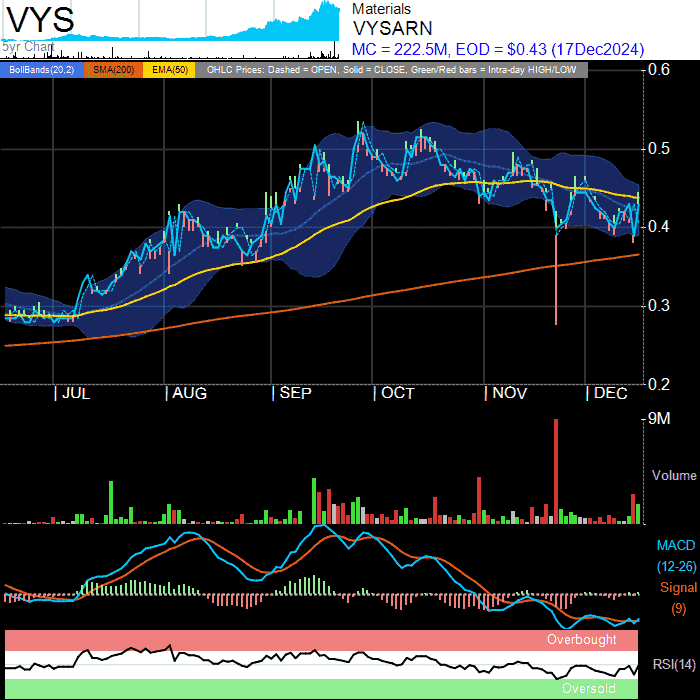 VYS
5yr Chart
Materials
VYSARN
MC = 222.5M, EOD = $0.43 (17Dec2024)
BollBands(20,2) SMA(200) EMA(50) OHLC Prices: Dashed = OPEN, Solid = CLOSE, Green/Red bars = Intra-day HIGH/LOW
0.6
0.5
0.4
0.3
0.2
| JUL | AUG | SEP | OCT | NOV | DEC
9M
Volume
MACD
(12-26)
Signal
(9)
Overbought
RSI(14)
Oversold